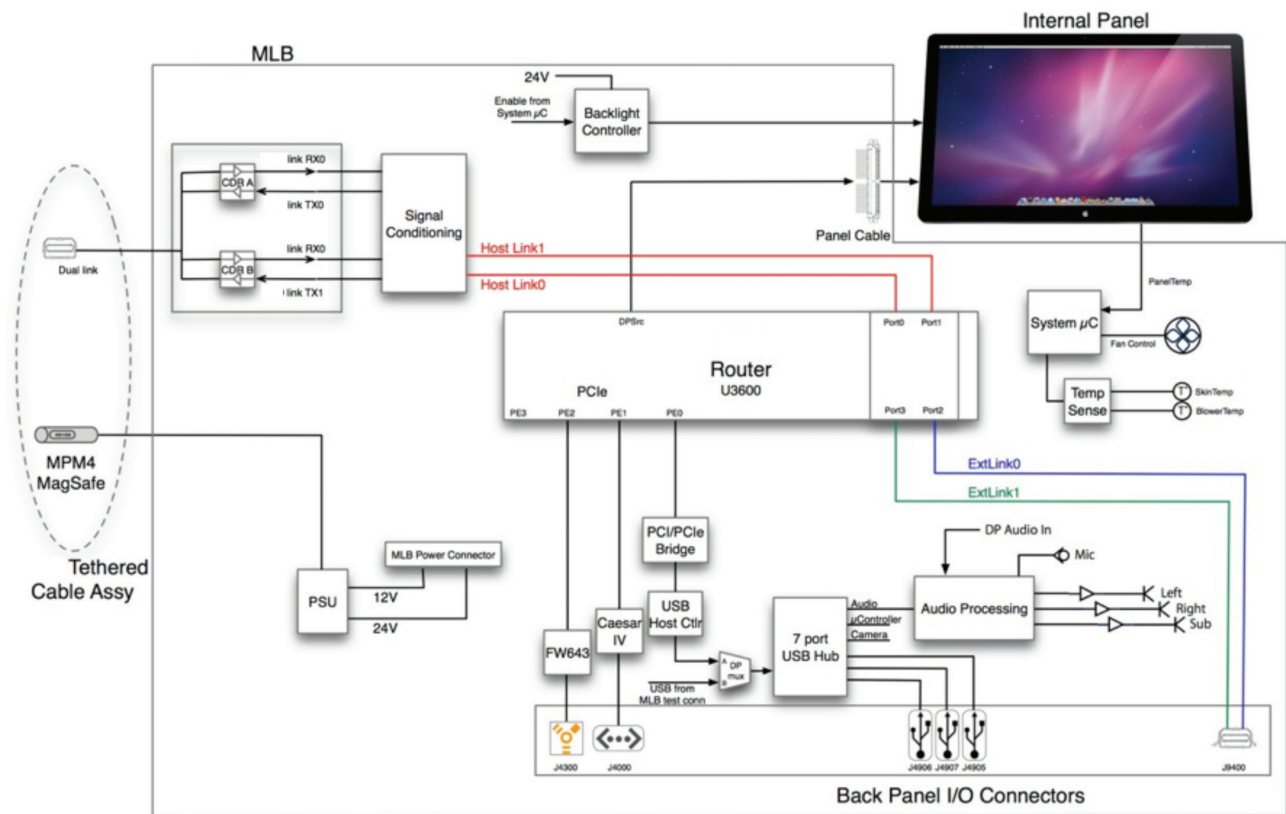 Internal Panel
MLB
24V
Enable from
System µC
Backlight
Controller
link RX0
CDR A
link TX0
Signal
Conditioning
link RX0
CDR B
link TX1
Dual link
Host Link1
Host Link0
Panel Cable
PanelTemp
System µC
Fan Control
Temp
Sense
T°
SkinTemp
T°
BlowerTemp
DPSrc
Port0
Port1
Router
U3600
PCIe
PE3
PE2
PE1
PE0
Port3
Port2
ExtLink0
ExtLink1
MPM4
MagSafe
Tethered
Cable Assy
MLB Power Connector
PSU
12V
24V
PCI/PCIe
Bridge
USB
Host Ctlr
Caesar
IV
FW643
A
B
DP
mux
USB from
MLB test conn
7 port
USB Hub
Audio
µController
Camera
DP Audio In
Mic
Audio Processing
Left
Right
Sub
J4300
J4000
J4906
J4907
J4905
J9400
Back Panel I/O Connectors